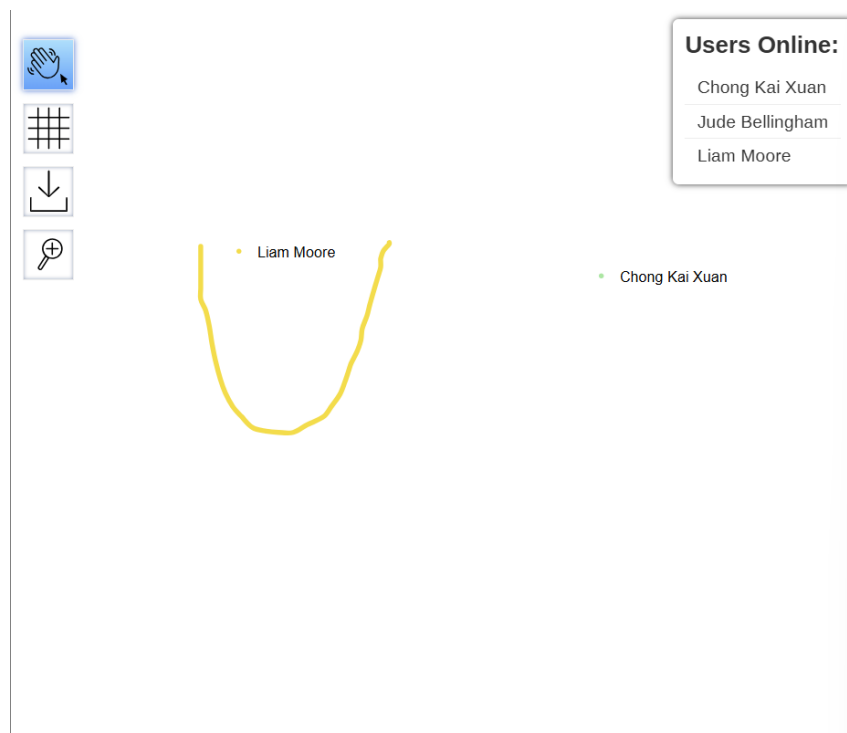 Users Online:
Chong Kai Xuan
Jude Bellingham
Liam Moore
Liam Moore
Chong Kai Xuan